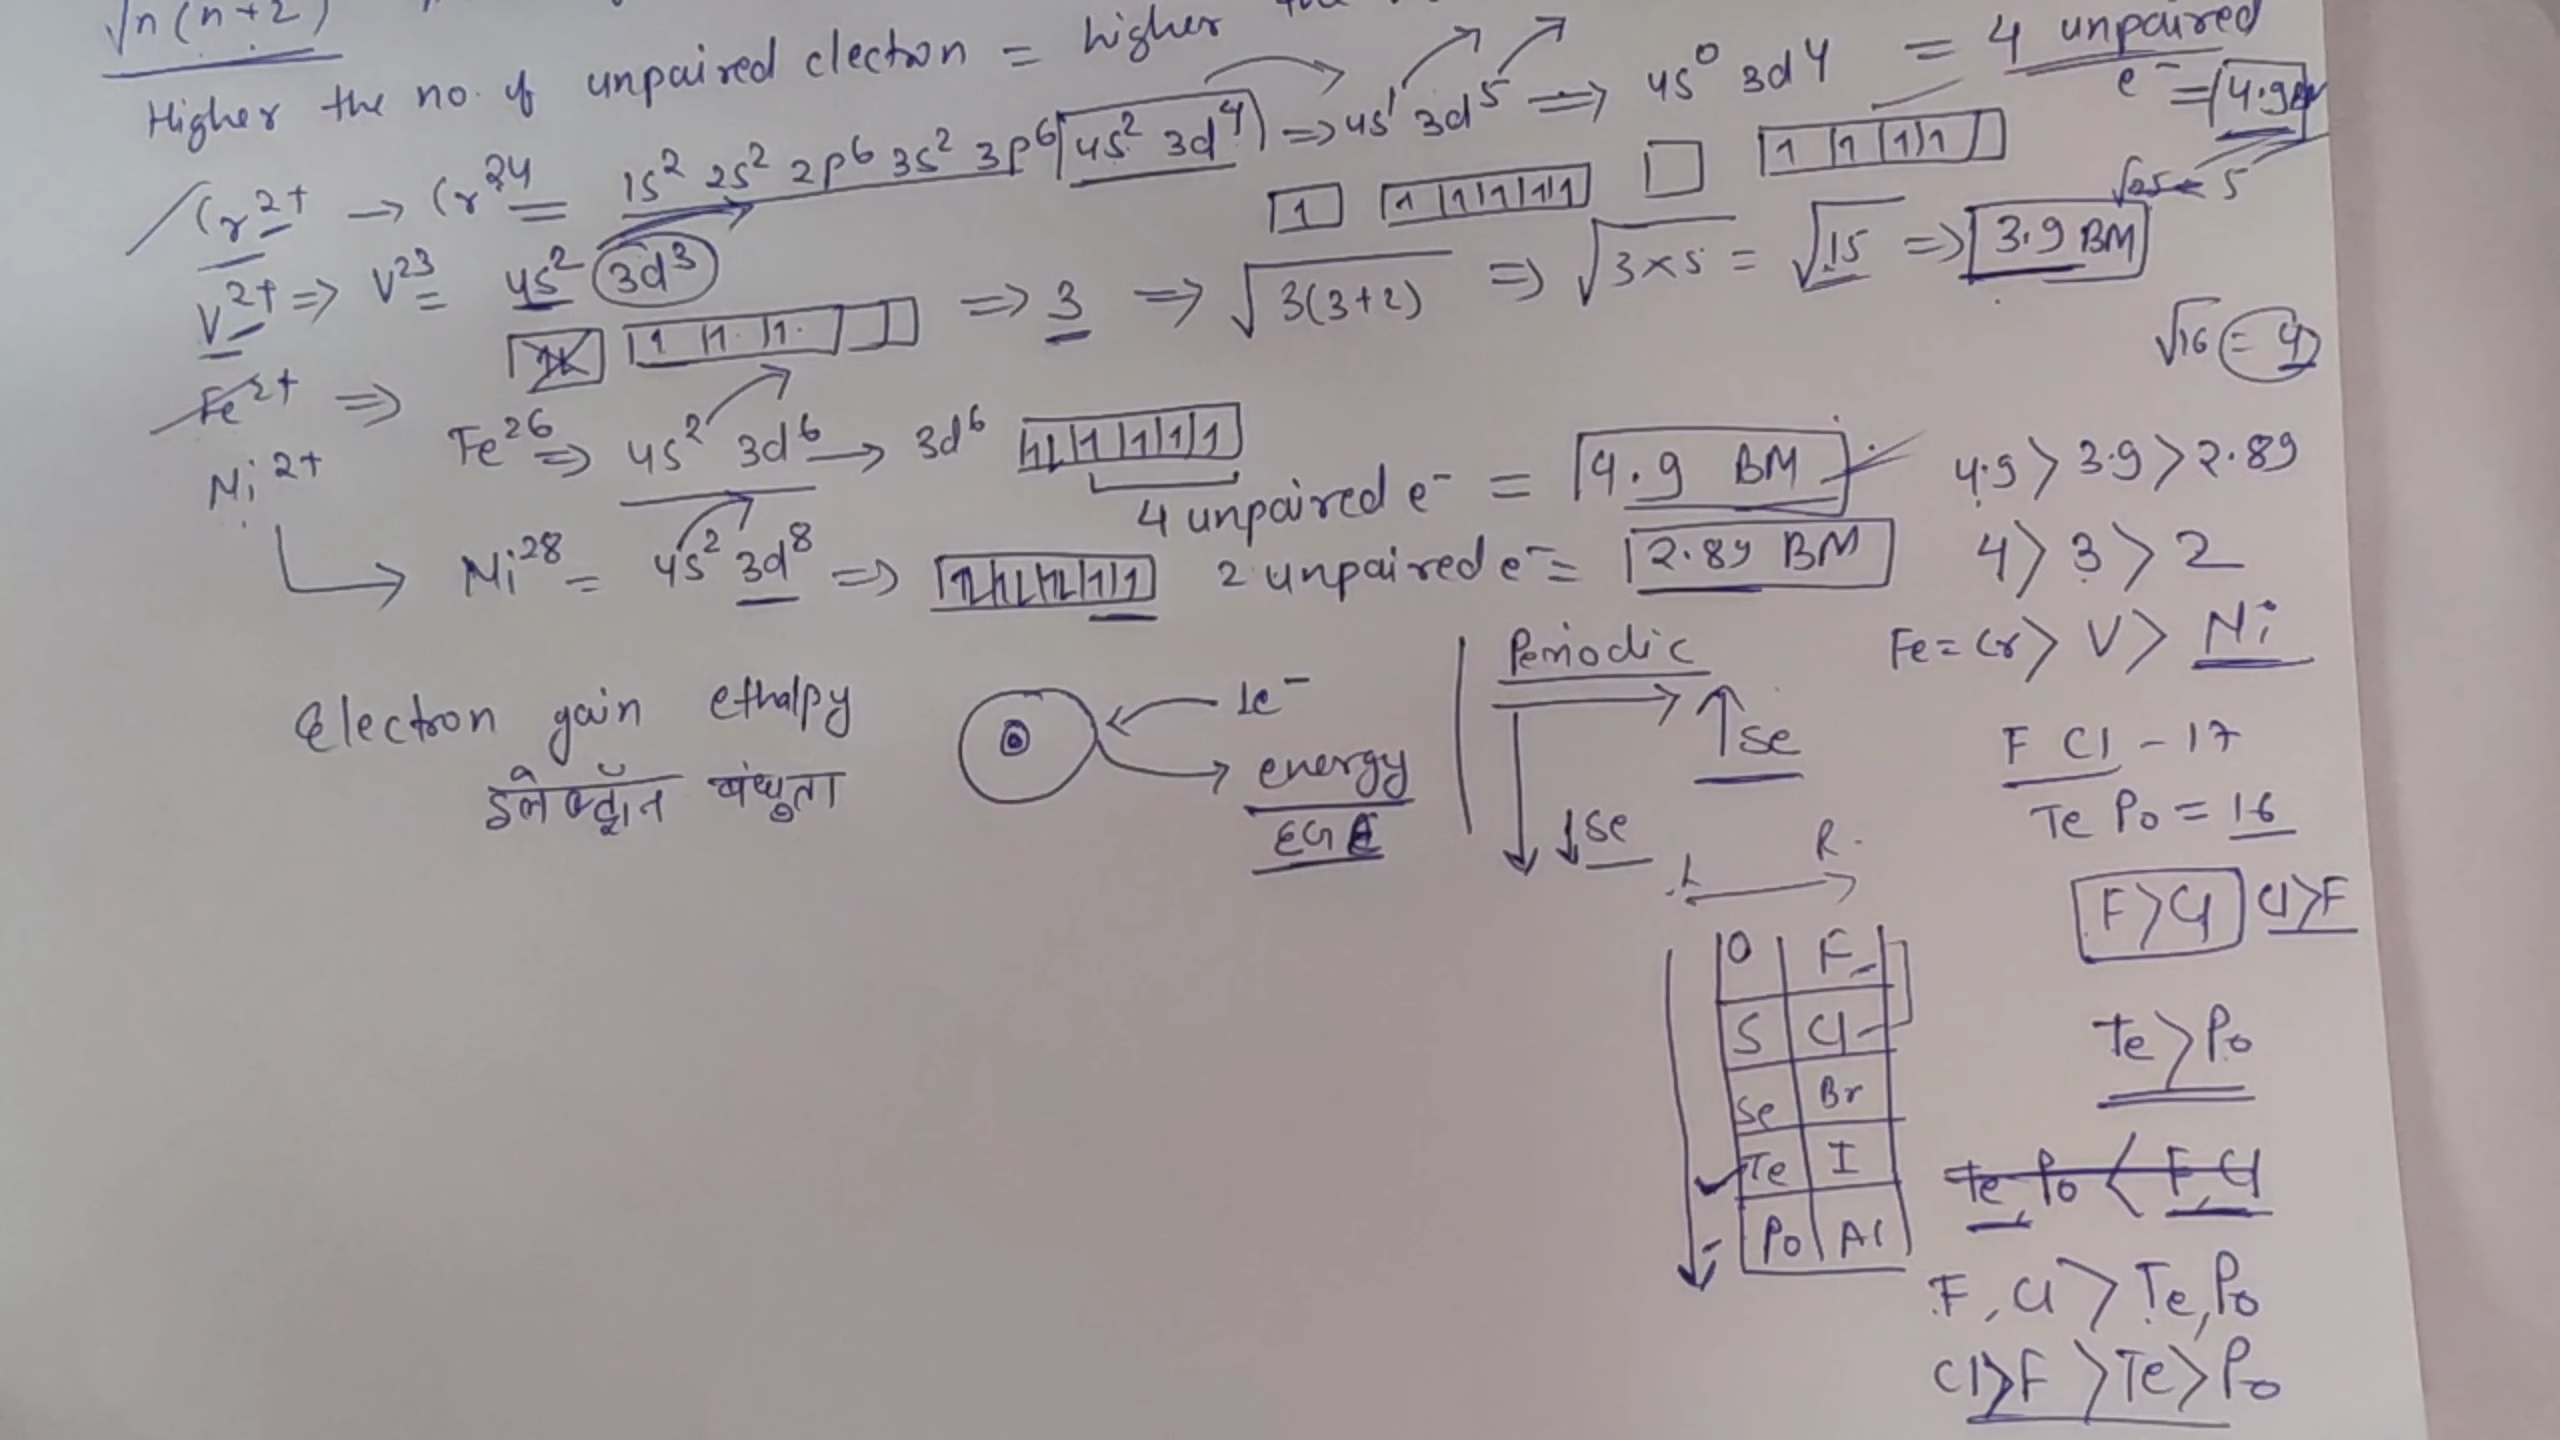 √n(n+2)
Higher the no. of unpaired electron = higher the
Cr2+ → Cr24 = 1s2 2s2 2p6 3s2 3p6 4s2 3d4 ⇒ 4s1 3d5 ⇒ 4s0 3d4 = 4 unpaired
e- = 4.9
√25 = 5
V2+ ⇒ V23 = 4s2 3d3
⇒ 3 ⇒ √3(3+2) ⇒ √3×5 = √15 ⇒ 3.9 BM
√16 = 4
Fe2+ ⇒ Fe26 ⇒ 4s2 3d6 → 3d6
4 unpaired e- = 4.9 BM
4.9 > 3.9 > 2.89
Ni2+
Ni28 = 4s2 3d8 ⇒ 2 unpaired e- = 2.89 BM
4 > 3 > 2
Fe = Cr > V > Ni
Electron gain ethalpy
इलेक्ट्रॉन बंधुता
1e-
energy
EGE
Periodic
↑ se
↓ se
L → R.
F Cl - 17
Te Po = 16
F > Cl Cl > F
O F
S Cl
Se Br
Te I
Po At
Te > Po
Te, Po < F, Cl
F, Cl > Te, Po
Cl > F > Te > Po